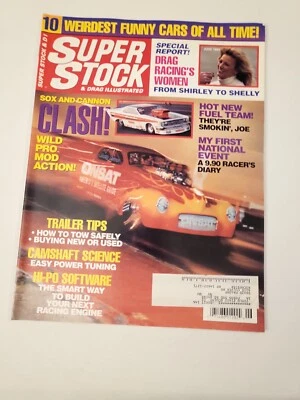 10 WEIRDEST FUNNY CARS OF ALL TIME!
SUPER STOCK
& DRAG ILLUSTRATED
SPECIAL
REPORT!
DRAG
RACING'S
WOMEN
FROM SHIRLEY TO SHELLY
SOX AND CANNON
CLASH!
WILD
PRO
MOD
ACTION!
HOT NEW
FUEL TEAM!
THEY'RE
SMOKIN', JOE
MY FIRST
NATIONAL
EVENT
A 9.90 RACER'S
DIARY
TRAILER TIPS
• HOW TO TOW SAFELY
• BUYING NEW OR USED
CAMSHAFT SCIENCE
EASY POWER TUNING
HI-PO SOFTWARE
THE SMART WAY
TO BUILD
YOUR NEXT
RACING ENGINE